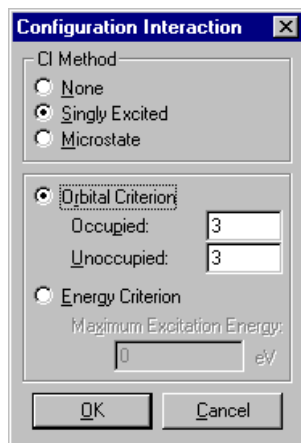 Configuration Interaction
CI Method
None
Singly Excited
Microstate
Orbital Criterion
Occupied: 3
Unoccupied: 3
Energy Criterion
Maximum Excitation Energy:
0 eV
OK Cancel